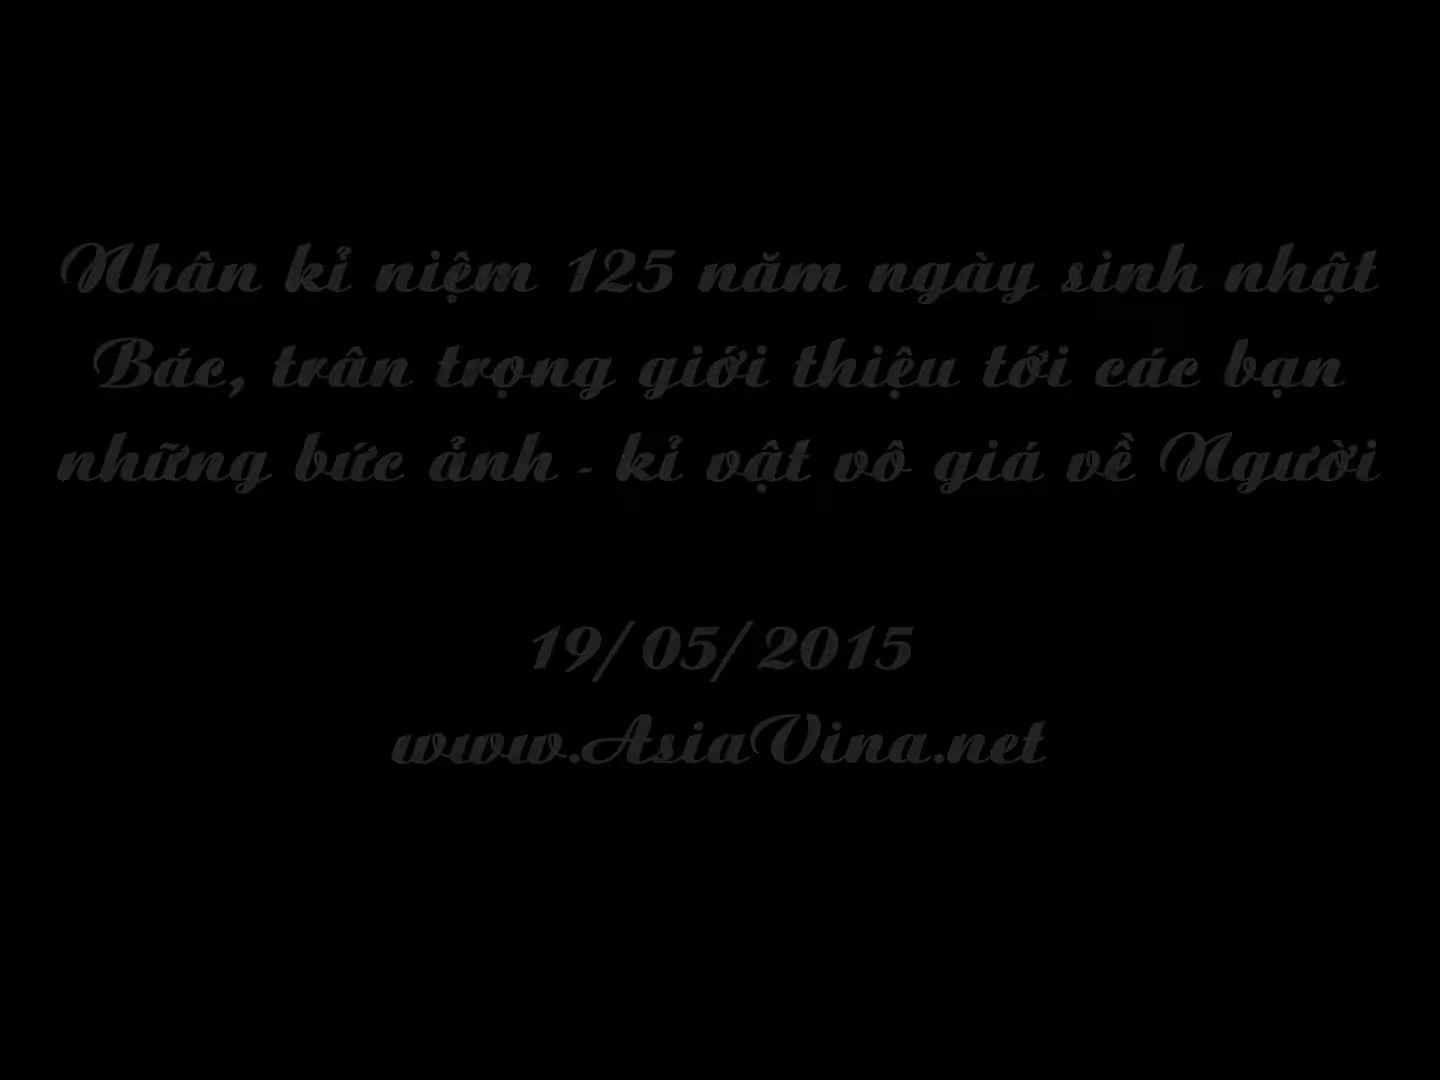 Nhân kỉ niệm 125 năm ngày sinh nhật
Bác, trân trọng giới thiệu tới các bạn
những bức ảnh - kỉ vật vô giá về Người
19/05/2015
www.AsiaVina.net